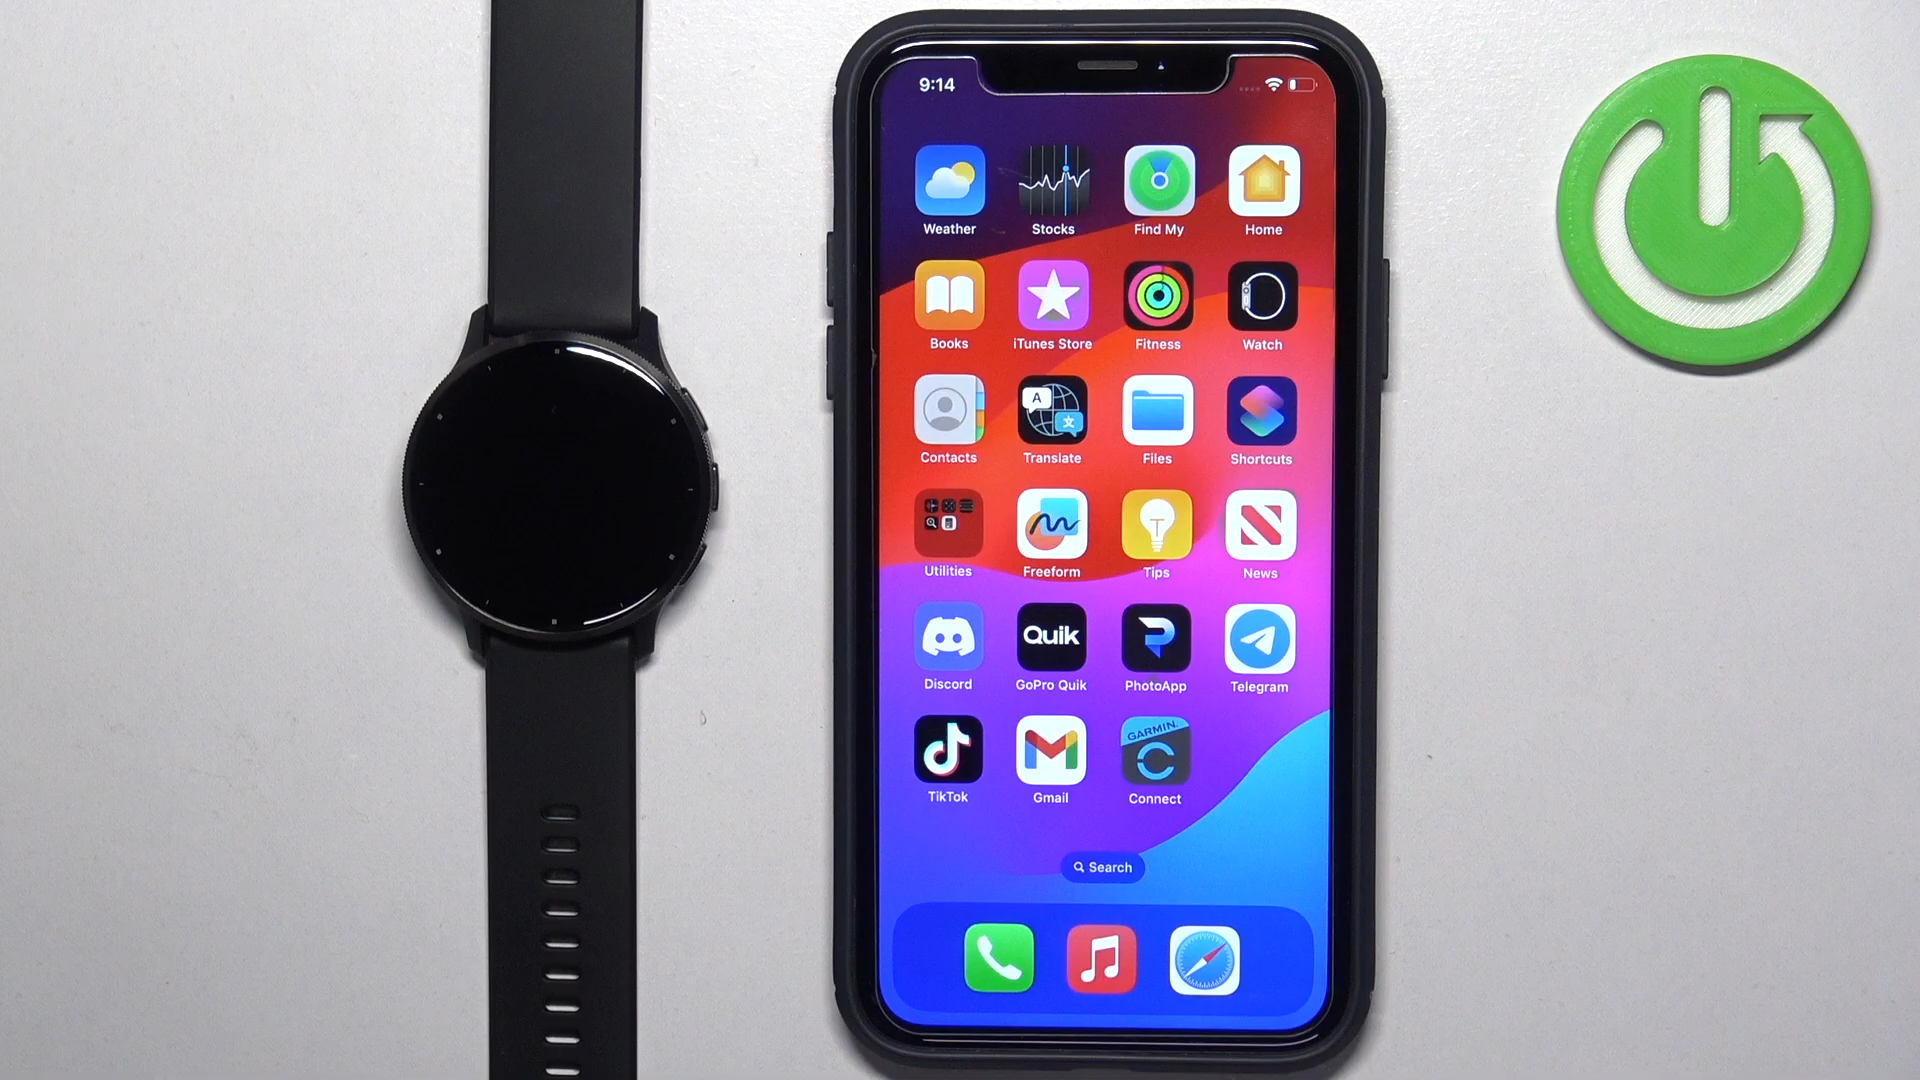 9:14
Weather Stocks Find My Home
Books iTunes Store Fitness Watch
A 文
Contacts Translate Files Shortcuts
Utilities Freeform Tips News
Quik
Discord GoPro Quik PhotoApp Telegram
GARMIN.
TikTok Gmail Connect
Search